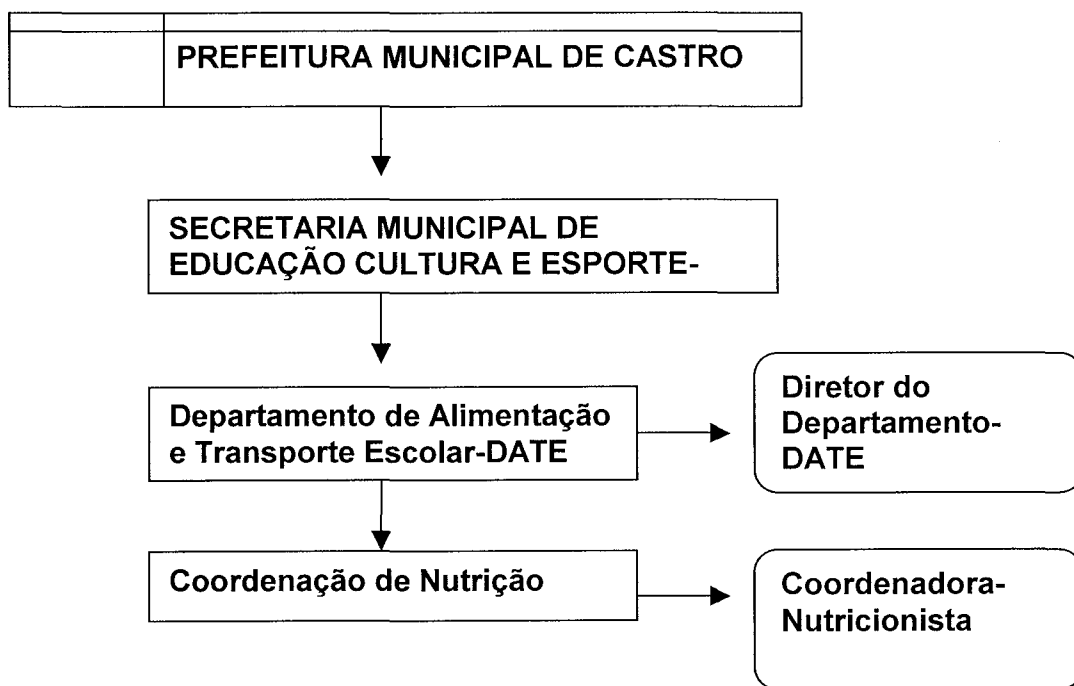 PREFEITURA MUNICIPAL DE CASTRO
SECRETARIA MUNICIPAL DE
EDUCAÇÃO CULTURA E ESPORTE-
Departamento de Alimentação
e Transporte Escolar-DATE
Diretor do
Departamento-
DATE
Coordenação de Nutrição
Coordenadora-
Nutricionista